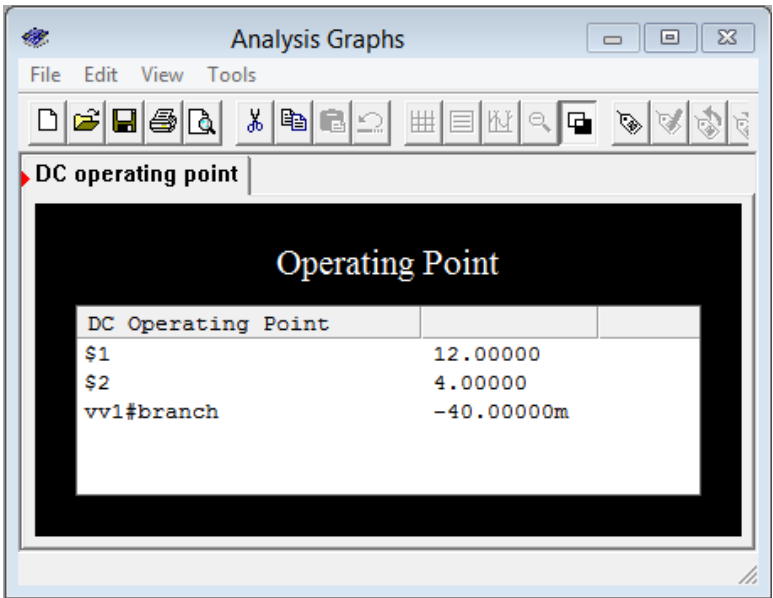 Analysis Graphs
File Edit View Tools
DC operating point
Operating Point
DC Operating Point
$1 12.00000
$2 4.00000
vv1#branch -40.00000m